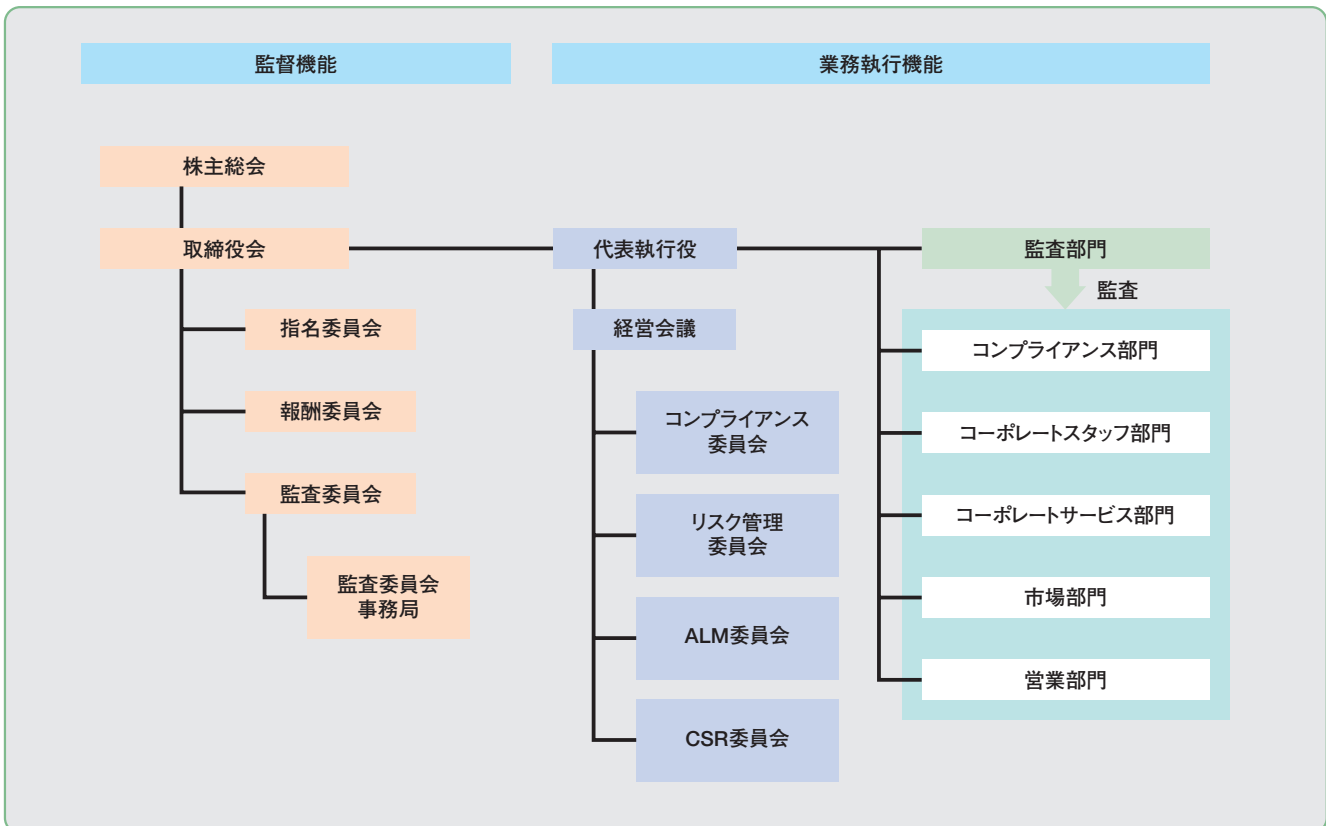 監督機能
業務執行機能
株主総会
取締役会
代表執行役
監査部門
監査
指名委員会
経営会議
コンプライアンス部門
報酬委員会
コンプライアンス
委員会
コーポレートスタッフ部門
監査委員会
リスク管理
委員会
コーポレートサービス部門
監査委員会
事務局
市場部門
ALM委員会
営業部門
CSR委員会